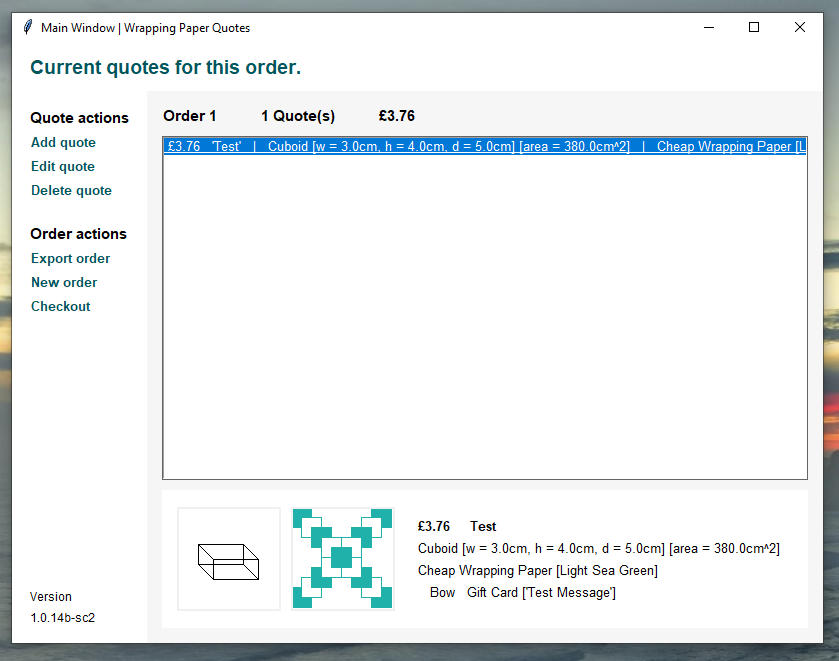 Main Window | Wrapping Paper Quotes
Current quotes for this order.
Quote actions
Add quote
Edit quote
Delete quote
Order actions
Export order
New order
Checkout
Version
1.0.14b-sc2
Order 1 1 Quote(s) £3.76
£3.76 'Test' | Cuboid [w = 3.0cm, h = 4.0cm, d = 5.0cm] [area = 380.0cm^2] | Cheap Wrapping Paper [L
£3.76 Test
Cuboid [w = 3.0cm, h = 4.0cm, d = 5.0cm] [area = 380.0cm^2]
Cheap Wrapping Paper [Light Sea Green]
Bow Gift Card ['Test Message']